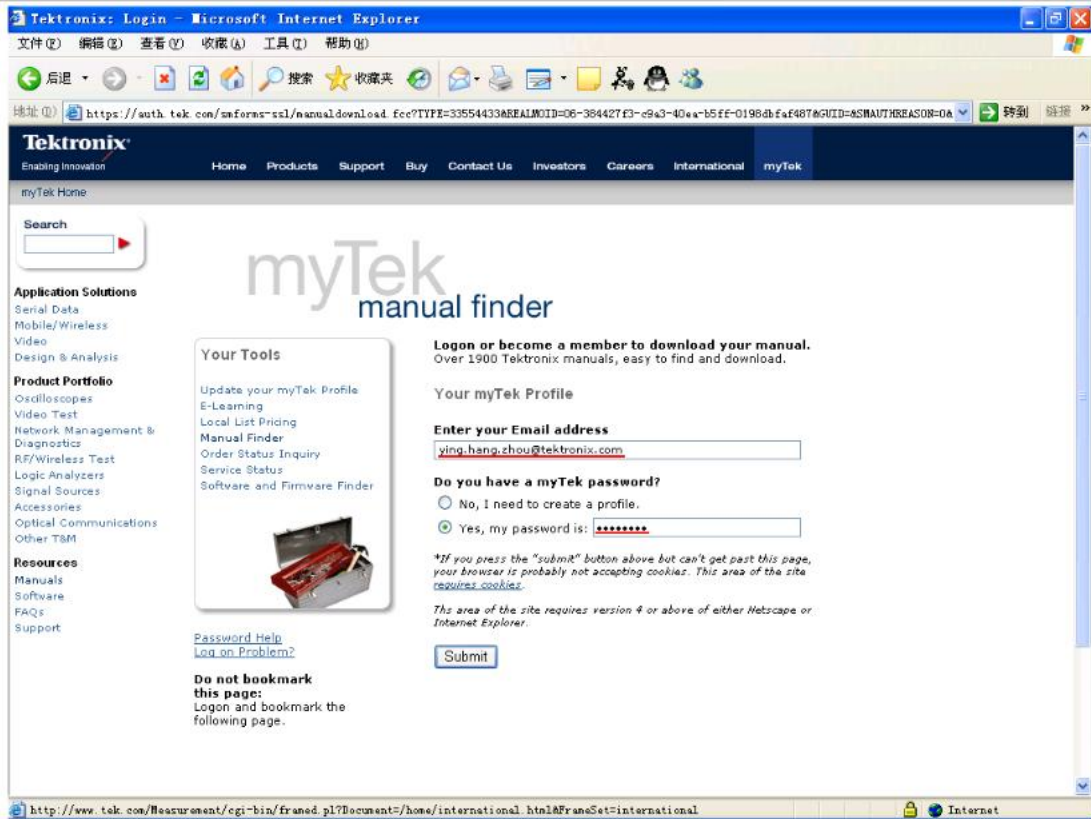 Tektronix: Login - Microsoft Internet Explorer
文件(F) 编辑(E) 查看(V) 收藏(A) 工具(T) 帮助(H)
后退 搜索 收藏夹
地址(D) https://auth.tek.com/smforms-ssl/manualdownload.fcc?TYPE=33554433&REALMOID=06-384427f3-c9a3-40ea-b5ff-0198dbfaf487&GUID=&SMAUTHREASON=0& 转到 链接 »
Tektronix
Enabling Innovation
Home Products Support Buy Contact Us Investors Careers International myTek
myTek Home
Search
myTek
manual finder
Application Solutions
Serial Data
Mobile/Wireless
Video
Design & Analysis
Product Portfolio
Oscilloscopes
Video Test
Network Management &
Diagnostics
RF/Wireless Test
Logic Analyzers
Signal Sources
Accessories
Optical Communications
Other T&M
Resources
Manuals
Software
FAQs
Support
Your Tools
Update your myTek Profile
E-Learning
Local List Pricing
Manual Finder
Order Status Inquiry
Service Status
Software and Firmware Finder
Password Help
Log on Problem?
Do not bookmark
this page:
Logon and bookmark the
following page.
Logon or become a member to download your manual.
Over 1900 Tektronix manuals, easy to find and download.
Your myTek Profile
Enter your Email address
ying.hang.zhou@tektronix.com
Do you have a myTek password?
No, I need to create a profile.
Yes, my password is: ••••••••
*If you press the "submit" button above but can't get past this page,
your browser is probably not accepting cookies. This area of the site
requires cookies.
Ths area of the site requires version 4 or above of either Netscape or
Internet Explorer.
Submit
http://www.tek.com/Measurement/cgi-bin/framed.pl?Document=/home/international.html&FrameSet=international Internet